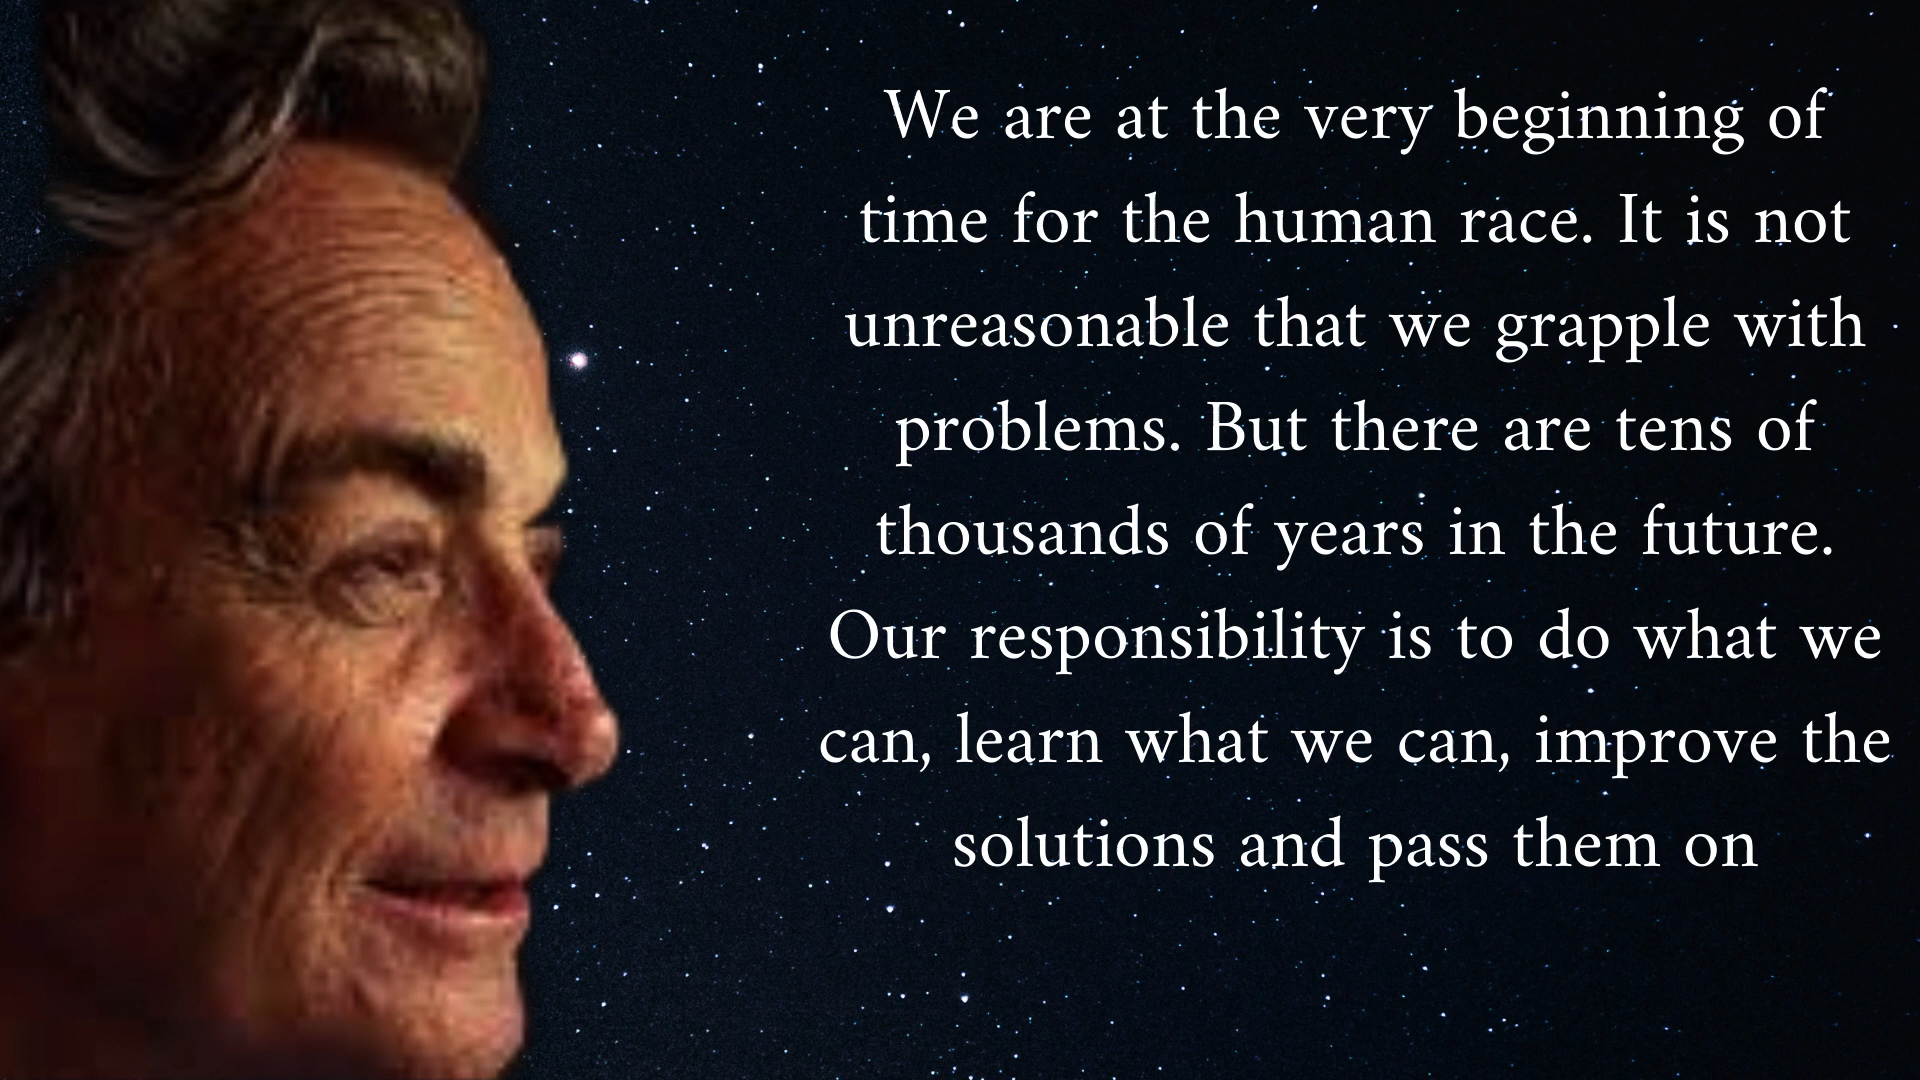 We are at the very beginning of
time for the human race. It is not
unreasonable that we grapple with
problems. But there are tens of
thousands of years in the future.
Our responsibility is to do what we
can, learn what we can, improve the
solutions and pass them on